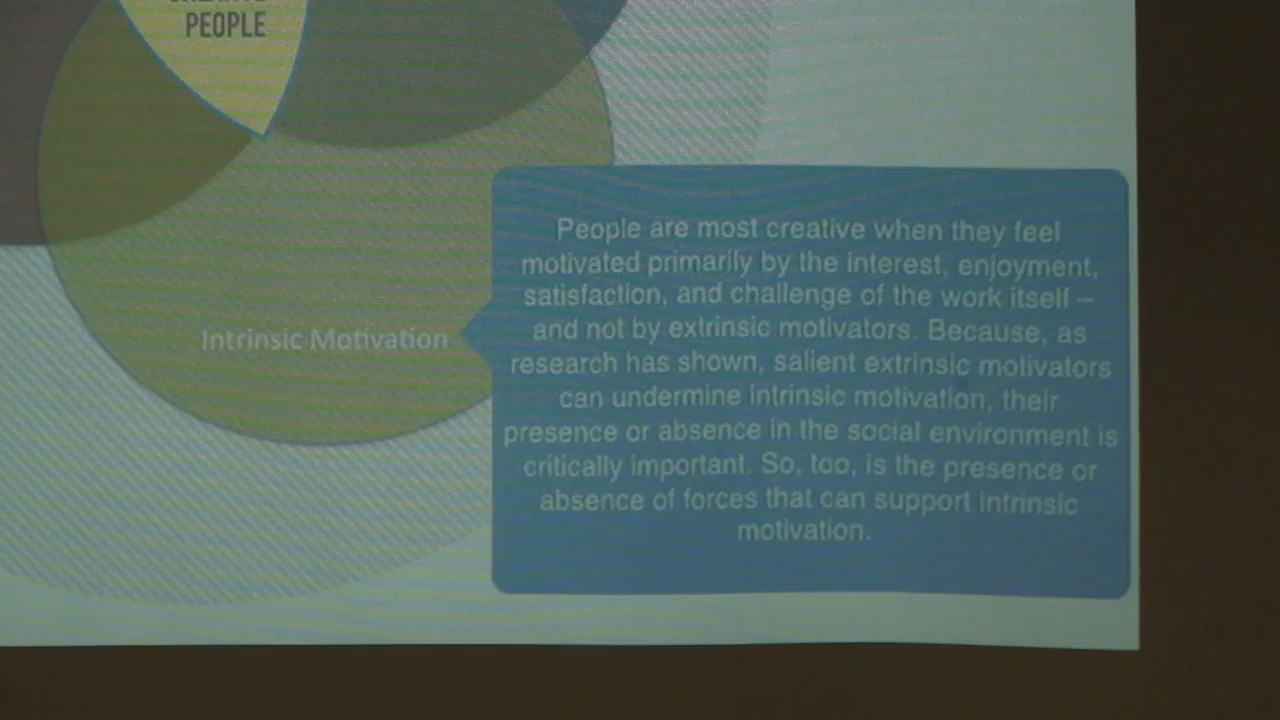 PEOPLE
Intrinsic Motivation
People are most creative when they feel
motivated primarily by the interest, enjoyment,
satisfaction, and challenge of the work itself –
and not by extrinsic motivators. Because, as
research has shown, salient extrinsic motivators
can undermine intrinsic motivation, their
presence or absence in the social environment is
critically important. So, too, is the presence or
absence of forces that can support intrinsic
motivation.